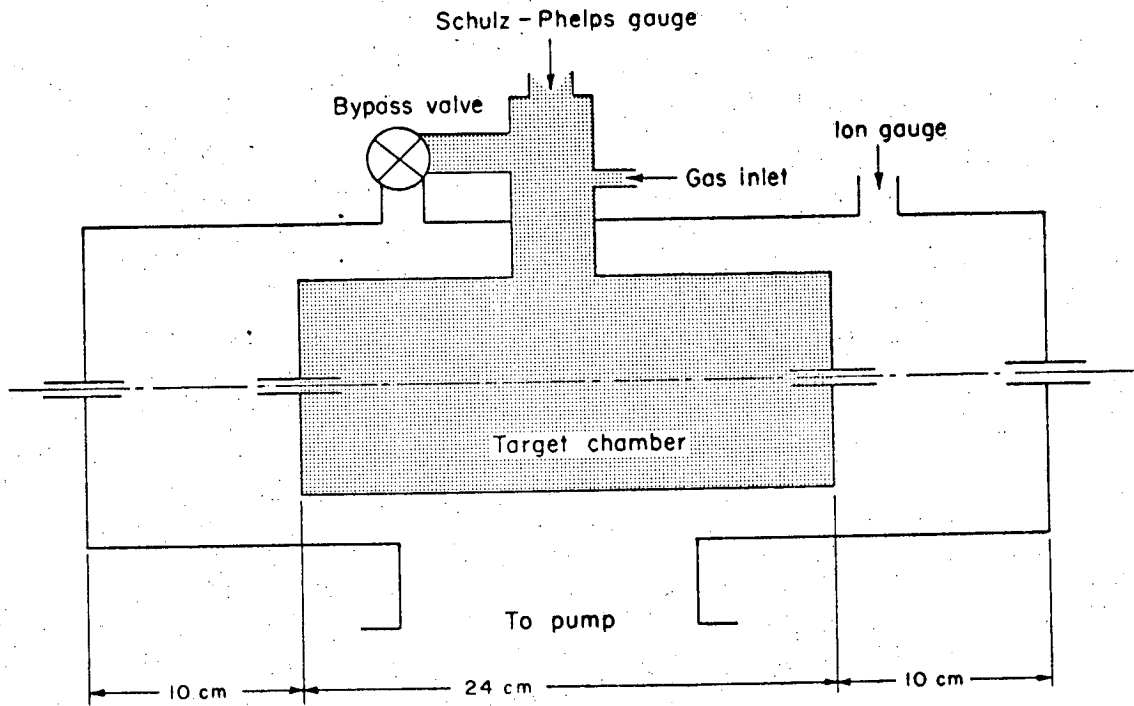 Schulz – Phelps gauge
Bypass valve
Ion gauge
Gas inlet
Target chamber
To pump
10 cm
24 cm
10 cm